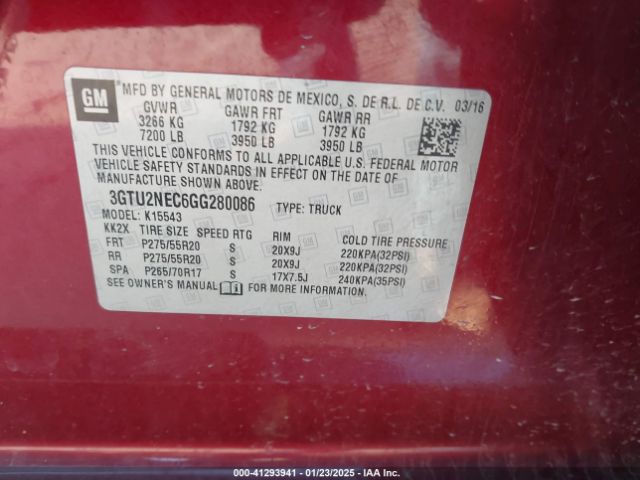 GM
MFD BY GENERAL MOTORS DE MEXICO, S. DE R.L. DE C.V. 03/16
GVWR GAWR FRT GAWR RR
3266 KG 1792 KG 1792 KG
7200 LB 3950 LB 3950 LB
THIS VEHICLE CONFORMS TO ALL APPLICABLE U.S. FEDERAL MOTOR
VEHICLE SAFETY STANDARDS IN EFFECT ON THE DATE OF
MANUFACTURE SHOWN ABOVE.
3GTU2NEC6GG280086 TYPE: TRUCK
MODEL: K15543
KK2X TIRE SIZE SPEED RTG RIM COLD TIRE PRESSURE
FRT P275/55R20 S 20X9J 220KPA(32PSI)
RR P275/55R20 S 20X9J 220KPA(32PSI)
SPA P265/70R17 S 17X7.5J 240KPA(35PSI)
SEE OWNER'S MANUAL FOR MORE INFORMATION.
000-41293941 - 01/23/2025 - IAA Inc.